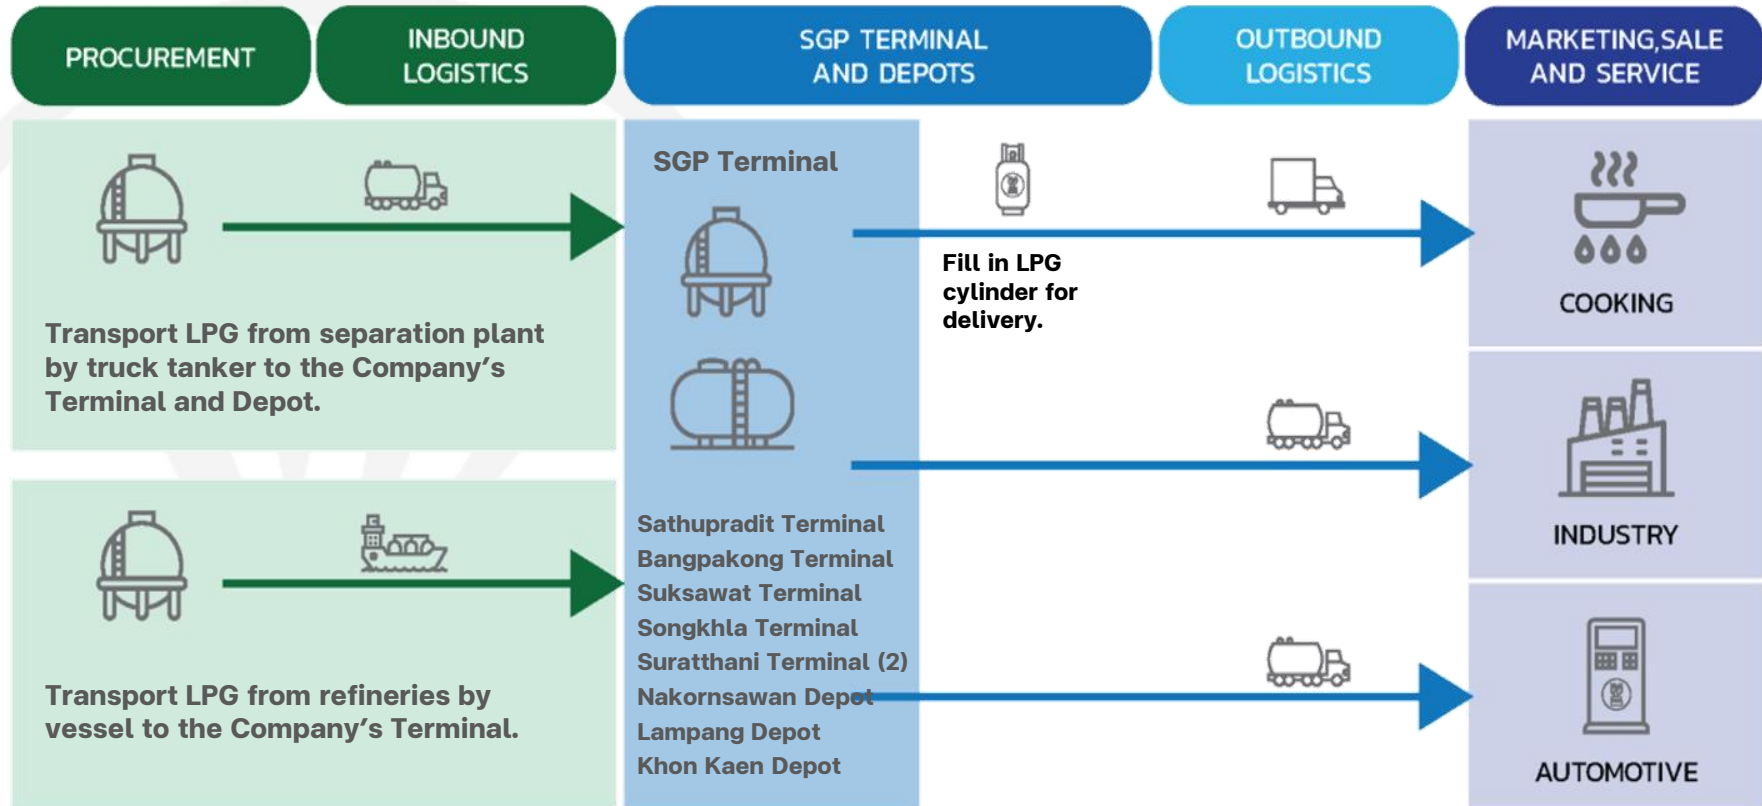 PROCUREMENT
INBOUND
LOGISTICS
SGP TERMINAL
AND DEPOTS
OUTBOUND
LOGISTICS
MARKETING,SALE
AND SERVICE
Transport LPG from separation plant
by truck tanker to the Company’s
Terminal and Depot.
Transport LPG from refineries by
vessel to the Company’s Terminal.
SGP Terminal
Sathupradit Terminal
Bangpakong Terminal
Suksawat Terminal
Songkhla Terminal
Suratthani Terminal (2)
Nakornsawan Depot
Lampang Depot
Khon Kaen Depot
Fill in LPG
cylinder for
delivery.
COOKING
INDUSTRY
AUTOMOTIVE